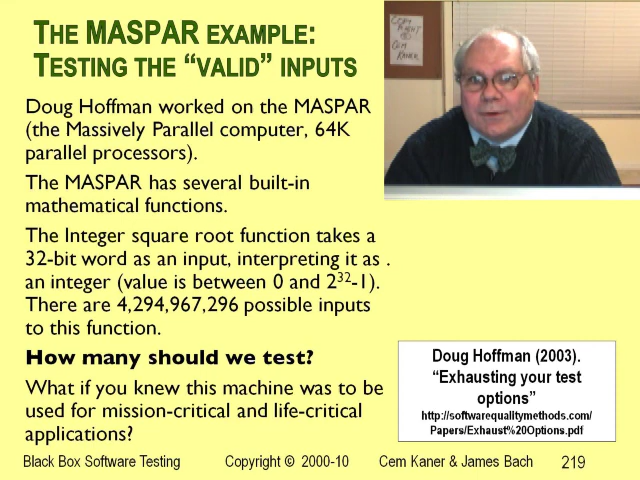 THE MASPAR EXAMPLE:
TESTING THE “VALID” INPUTS
COPY
RIGHT
©
CEM
KANER
Doug Hoffman worked on the MASPAR
(the Massively Parallel computer, 64K
parallel processors).
The MASPAR has several built-in
mathematical functions.
The Integer square root function takes a
32-bit word as an input, interpreting it as .
an integer (value is between 0 and 2³²-1).
There are 4,294,967,296 possible inputs
to this function.
How many should we test?
What if you knew this machine was to be
used for mission-critical and life-critical
applications?
Doug Hoffman (2003).
“Exhausting your test
options”
http://softwarequalitymethods.com/
Papers/Exhaust%20Options.pdf
Black Box Software Testing Copyright © 2000-10 Cem Kaner & James Bach 219